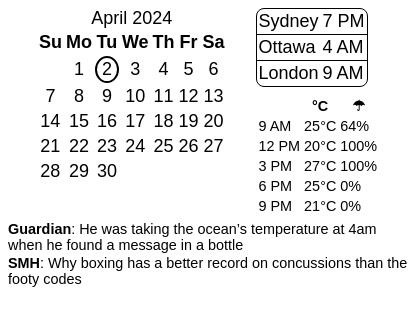 April 2024
Su Mo Tu We Th Fr Sa
1 2 3 4 5 6
7 8 9 10 11 12 13
14 15 16 17 18 19 20
21 22 23 24 25 26 27
28 29 30
Sydney 7 PM
Ottawa 4 AM
London 9 AM
°C ☂
9 AM 25°C 64%
12 PM 20°C 100%
3 PM 27°C 100%
6 PM 25°C 0%
9 PM 21°C 0%
Guardian: He was taking the ocean’s temperature at 4am
when he found a message in a bottle
SMH: Why boxing has a better record on concussions than the
footy codes